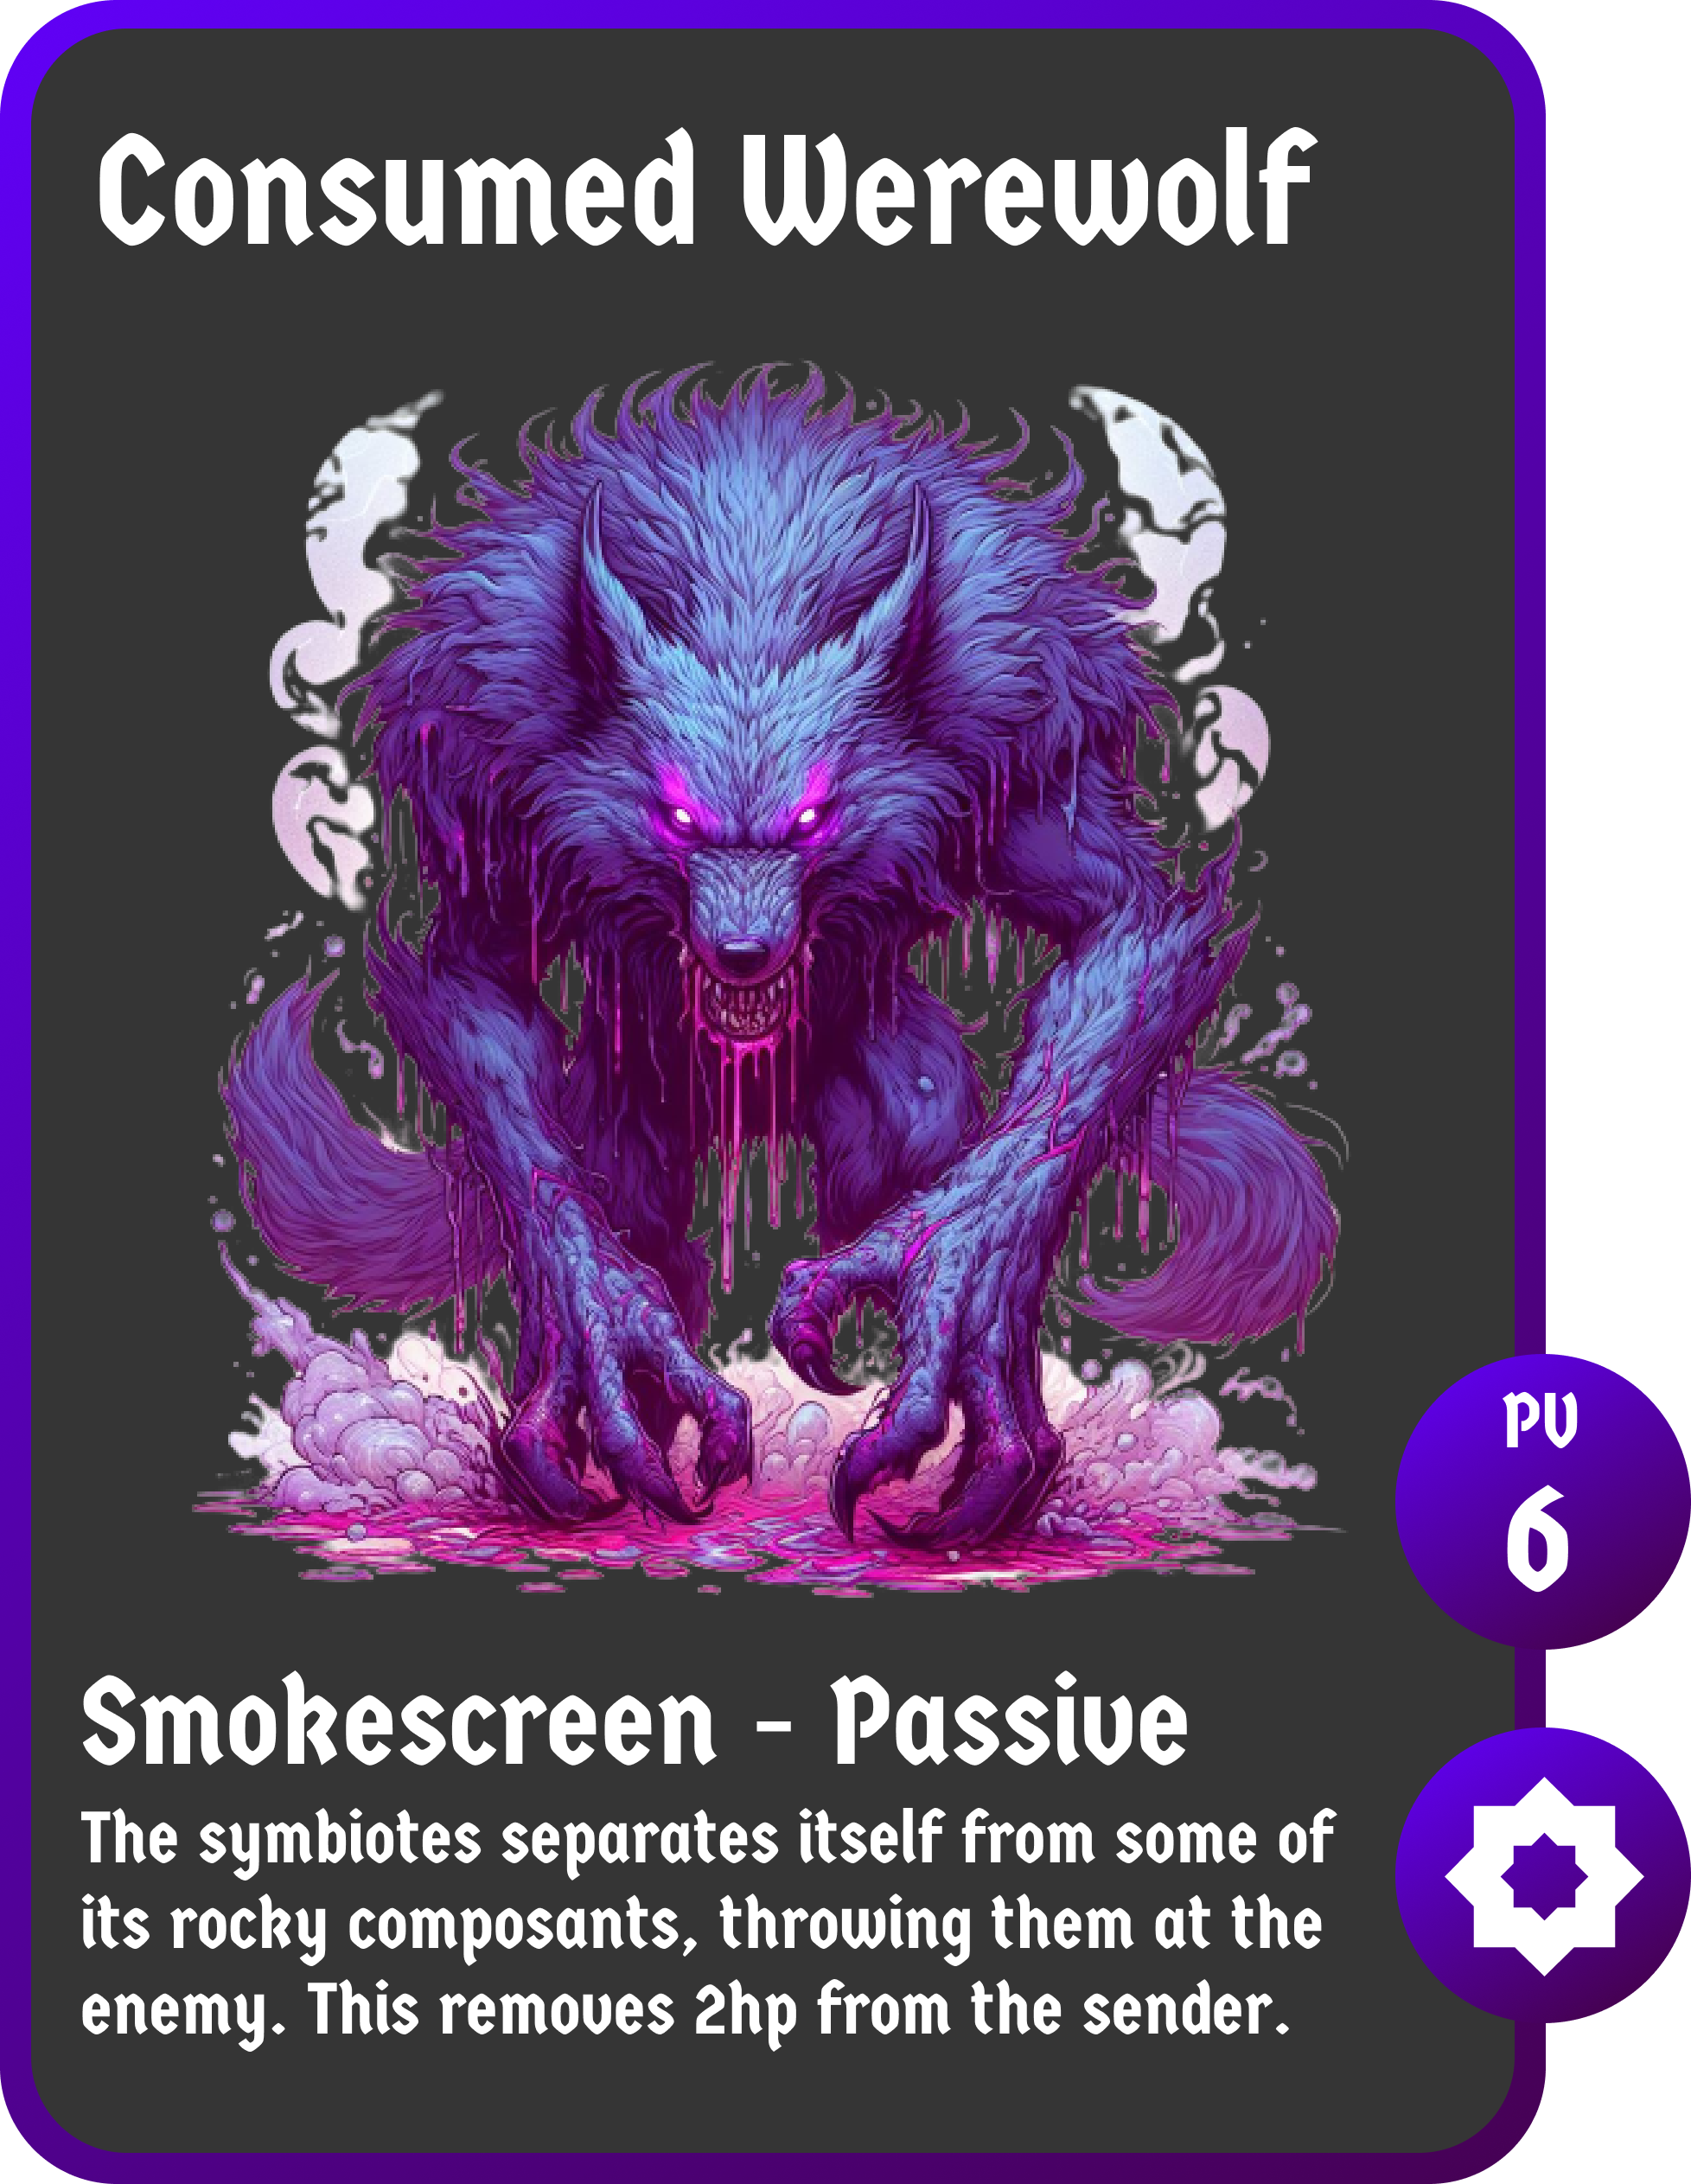 Consumed Werewolf
PV
6
Smokescreen - Passive
The symbiotes separates itself from some of
its rocky composants, throwing them at the
enemy. This removes 2hp from the sender.